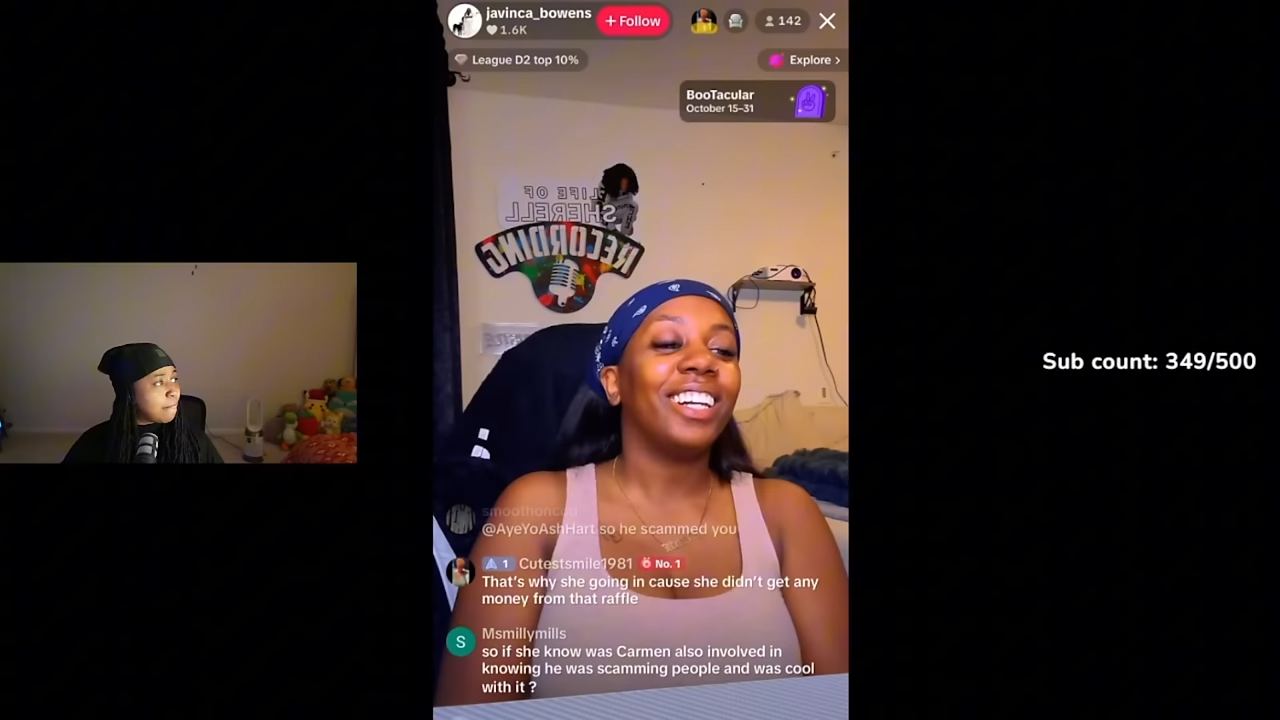 javinca_bowens
1.6K
+ Follow
142
League D2 top 10%
Explore >
BooTacular
October 15–31
LIFE OF
SHERELL
RECORDING
Sub count: 349/500
@AyeYoAshHart so he scammed you
1 Cutestsmile1981 No. 1
That's why she going in cause she didn't get any
money from that raffle
S Msmillymills
so if she know was Carmen also involved in
knowing he was scamming people and was cool
with it ?